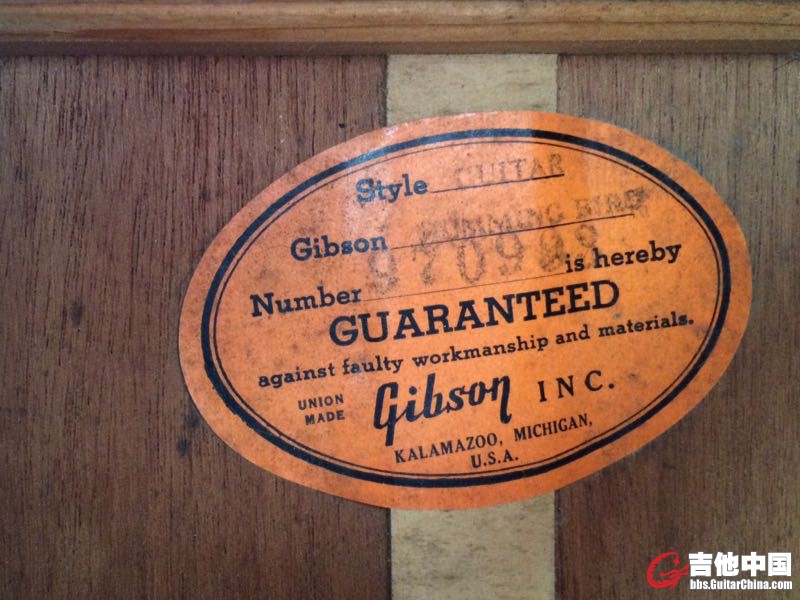 Style GUITAR
Gibson HUMMING BIRD
Number 970993 is hereby
GUARANTEED
against faulty workmanship and materials.
UNION MADE
Gibson INC.
KALAMAZOO, MICHIGAN,
U.S.A.
吉他中国
bbs.GuitarChina.com